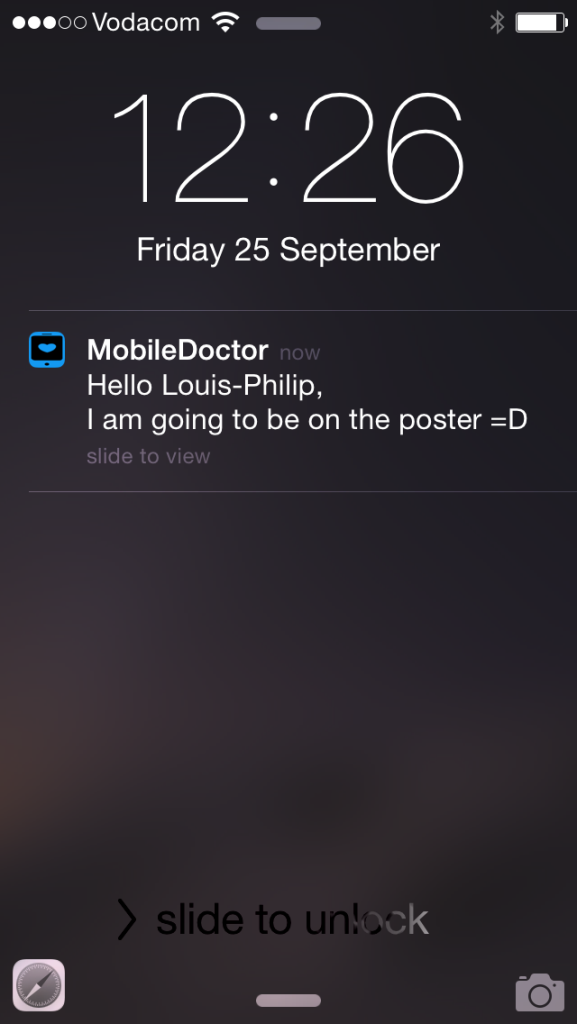 Vodacom
12:26
Friday 25 September
MobileDoctor now
Hello Louis-Philip,
I am going to be on the poster =D
slide to view
> slide to unlock